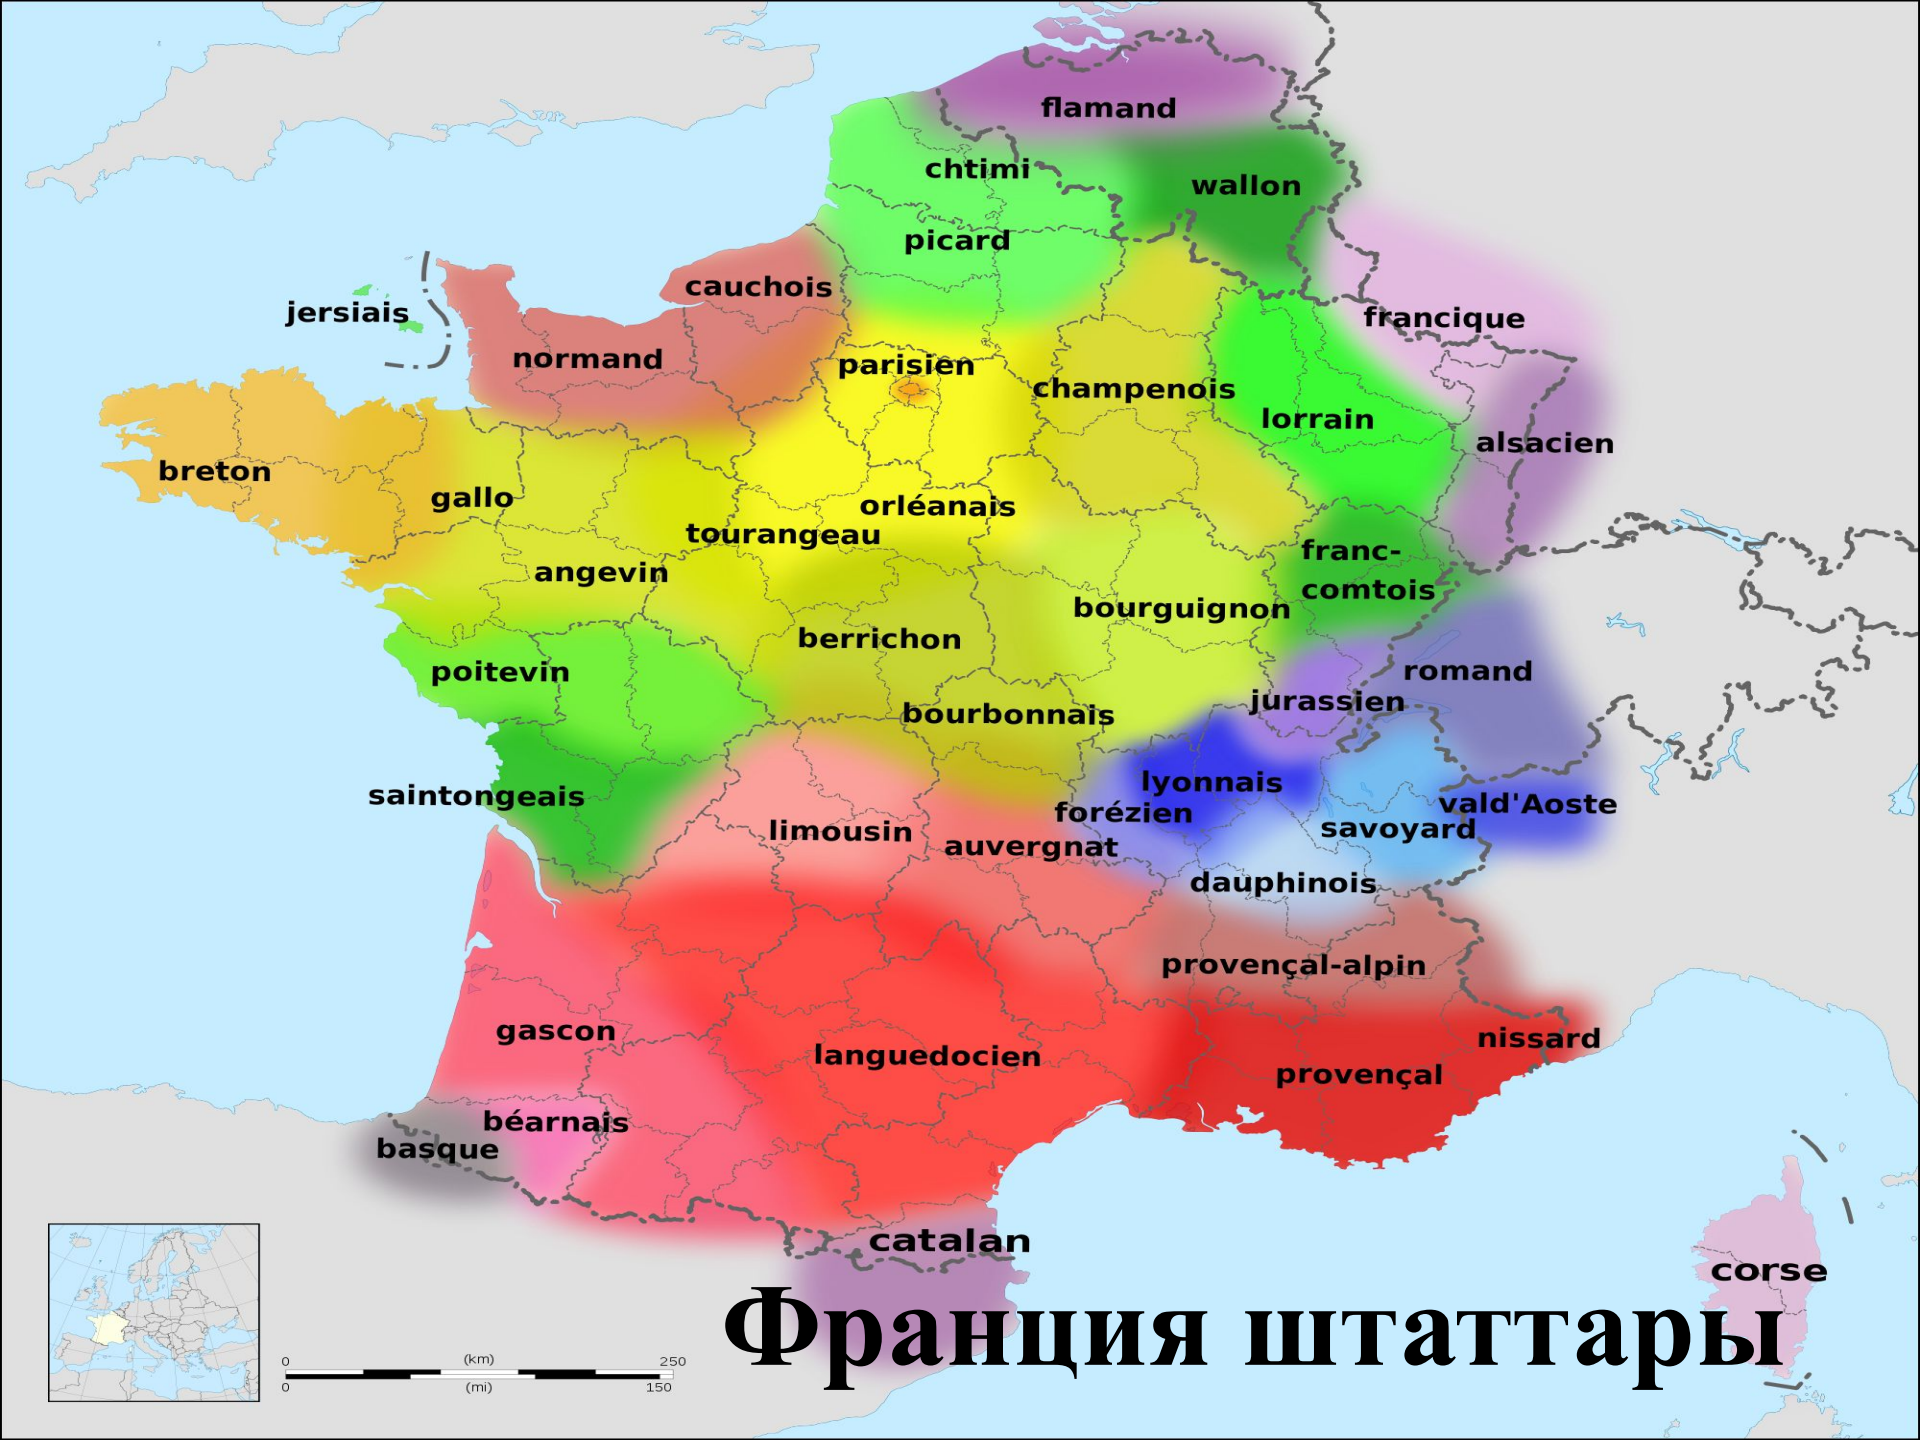 flamand
chtimi
wallon
picard
cauchois
jersiais
francique
normand
parisien
champenois
lorrain
alsacien
breton
gallo
orléanais
tourangeau
franc-
comtois
angevin
bourguignon
berrichon
poitevin
romand
jurassien
bourbonnais
lyonnais
saintongeais
vald'Aoste
forézien
savoyard
limousin
auvergnat
dauphinois
provençal-alpin
gascon
nissard
languedocien
provençal
béarnais
basque
catalan
corse
Франция штаттары
0 (km) 250
0 (mi) 150